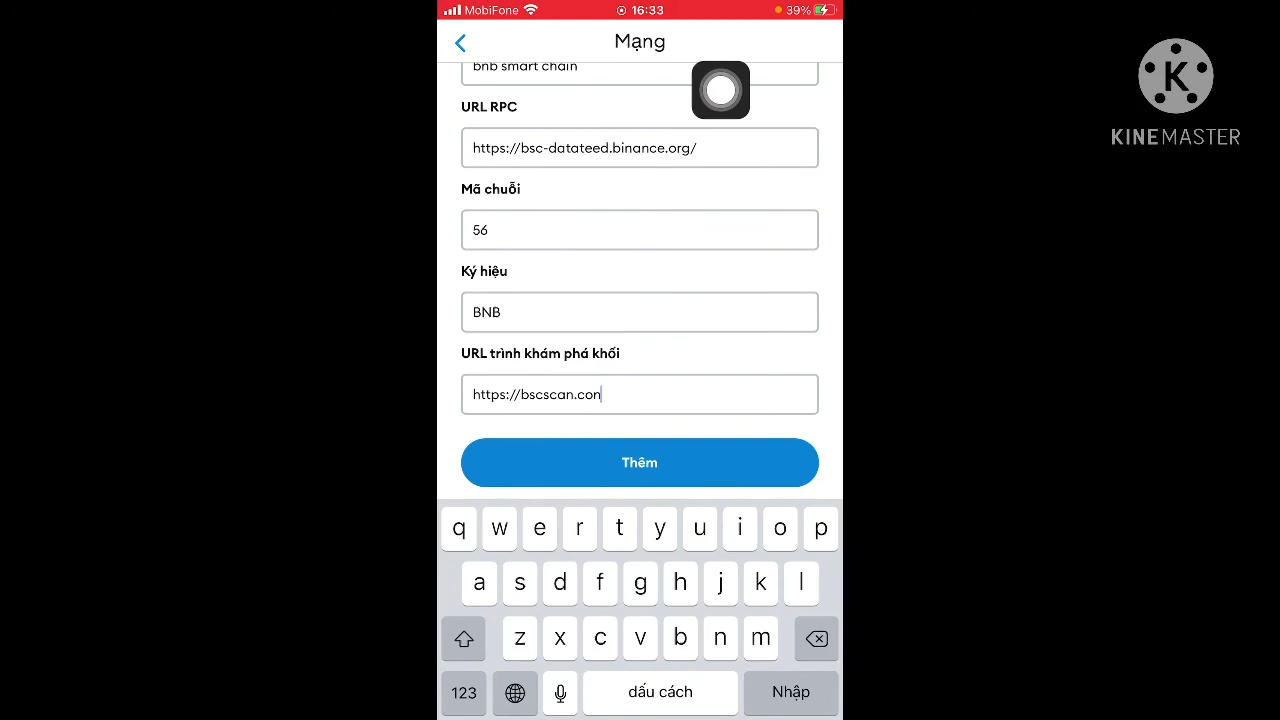 MobiFone 16:33 39%
Mạng
bnb smart chain
URL RPC
https://bsc-datateed.binance.org/
Mã chuỗi
56
Ký hiệu
BNB
URL trình khám phá khối
https://bscscan.con
Thêm
q w e r t y u i o p
a s d f g h j k l
z x c v b n m
123 dấu cách Nhập
K
KINEMASTER